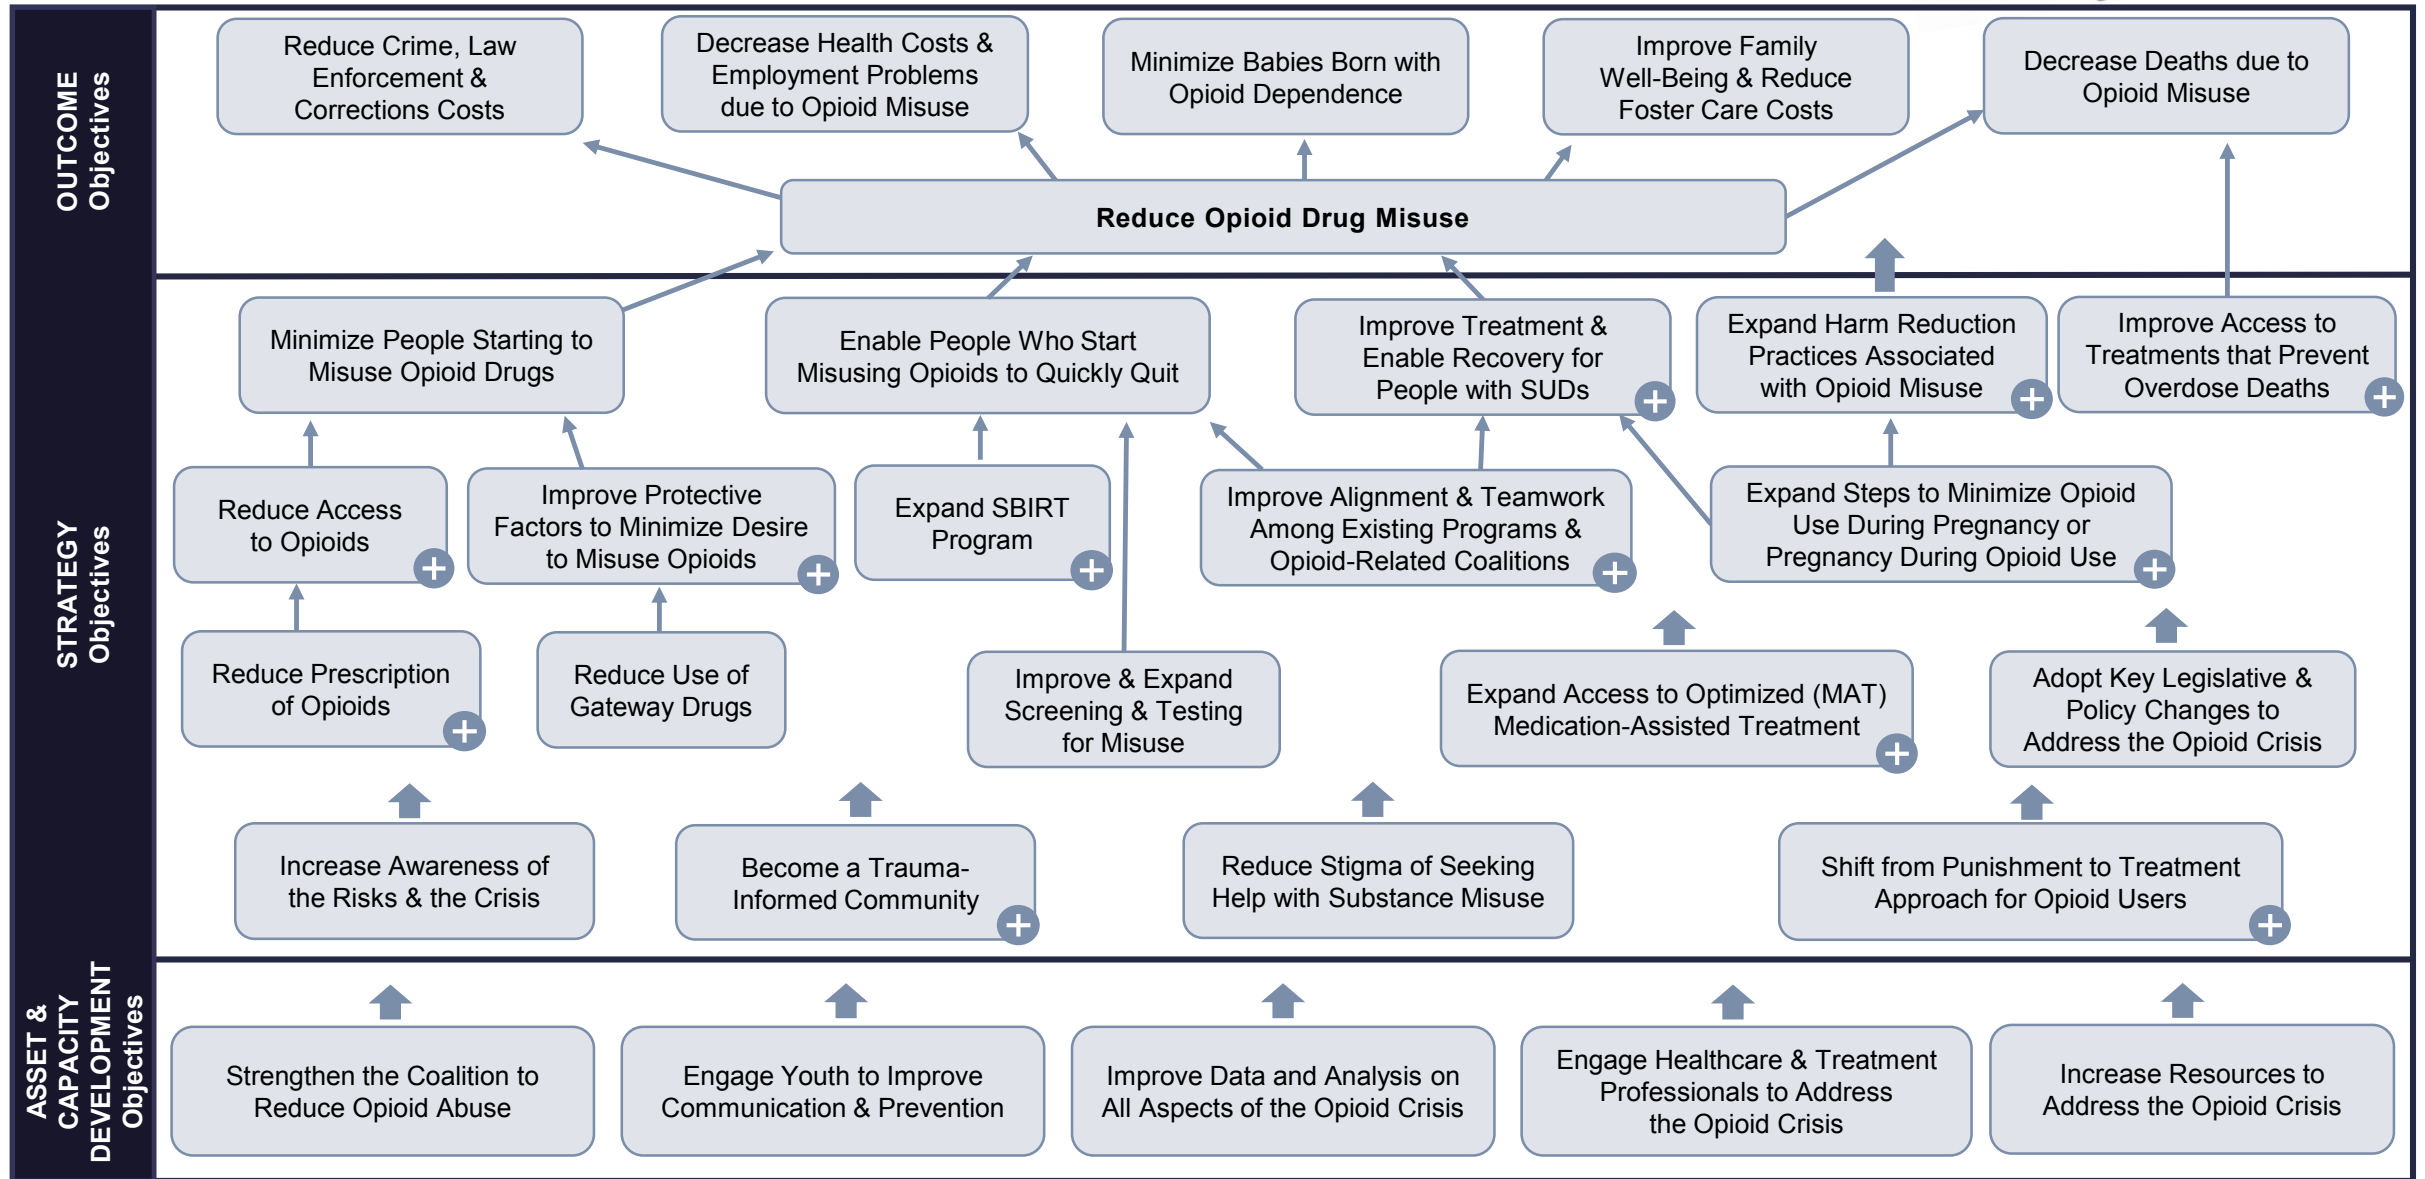 OUTCOME
Objectives
Reduce Crime, Law
Enforcement &
Corrections Costs
Decrease Health Costs &
Employment Problems
due to Opioid Misuse
Minimize Babies Born with
Opioid Dependence
Improve Family
Well-Being & Reduce
Foster Care Costs
Decrease Deaths due to
Opioid Misuse
Reduce Opioid Drug Misuse
STRATEGY
Objectives
Minimize People Starting to
Misuse Opioid Drugs
Enable People Who Start
Misusing Opioids to Quickly Quit
Improve Treatment &
Enable Recovery for
People with SUDs
+
Expand Harm Reduction
Practices Associated
with Opioid Misuse
+
Improve Access to
Treatments that Prevent
Overdose Deaths
+
Reduce Access
to Opioids
+
Improve Protective
Factors to Minimize Desire
to Misuse Opioids
+
Expand SBIRT
Program
+
Improve Alignment & Teamwork
Among Existing Programs &
Opioid-Related Coalitions
+
Expand Steps to Minimize Opioid
Use During Pregnancy or
Pregnancy During Opioid Use
+
Reduce Prescription
of Opioids
+
Reduce Use of
Gateway Drugs
Improve & Expand
Screening & Testing
for Misuse
Expand Access to Optimized (MAT)
Medication-Assisted Treatment
+
Adopt Key Legislative &
Policy Changes to
Address the Opioid Crisis
Increase Awareness of
the Risks & the Crisis
Become a Trauma-
Informed Community
+
Reduce Stigma of Seeking
Help with Substance Misuse
Shift from Punishment to Treatment
Approach for Opioid Users
+
ASSET &
CAPACITY
DEVELOPMENT
Objectives
Strengthen the Coalition to
Reduce Opioid Abuse
Engage Youth to Improve
Communication & Prevention
Improve Data and Analysis on
All Aspects of the Opioid Crisis
Engage Healthcare & Treatment
Professionals to Address
the Opioid Crisis
Increase Resources to
Address the Opioid Crisis